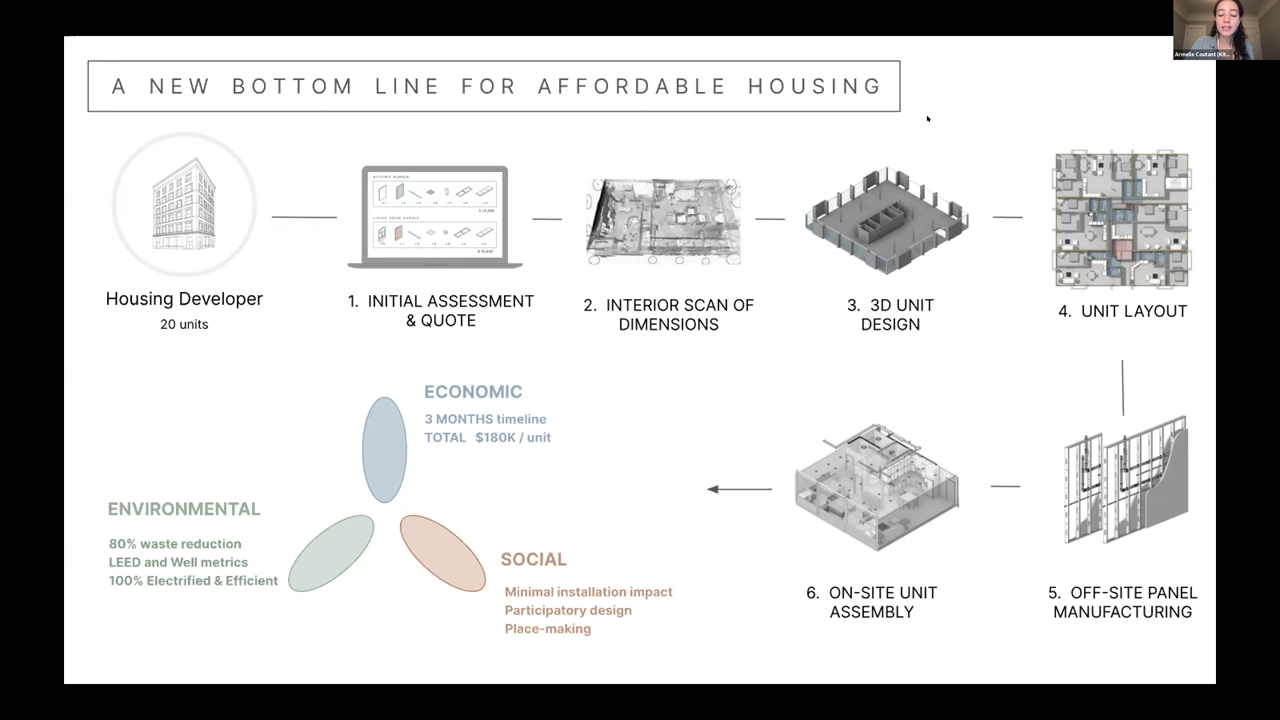 Armelle Coutant (Kit...
A NEW BOTTOM LINE FOR AFFORDABLE HOUSING
Housing Developer
20 units
1. INITIAL ASSESSMENT
& QUOTE
2. INTERIOR SCAN OF
DIMENSIONS
3. 3D UNIT
DESIGN
4. UNIT LAYOUT
5. OFF-SITE PANEL
MANUFACTURING
6. ON-SITE UNIT
ASSEMBLY
ECONOMIC
3 MONTHS timeline
TOTAL $180K / unit
ENVIRONMENTAL
80% waste reduction
LEED and Well metrics
100% Electrified & Efficient
SOCIAL
Minimal installation impact
Participatory design
Place-making